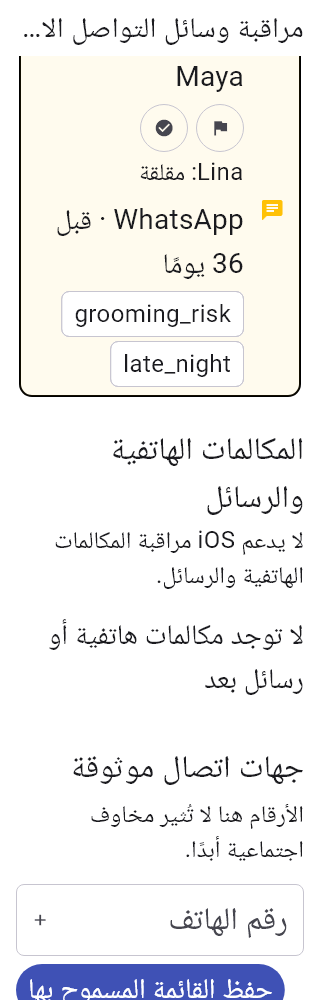 مراقبة وسائل التواصل الا...
Maya
Lina: مقلقة
WhatsApp · قبل
36 يومًا
grooming_risk
late_night
المكالمات الهاتفية
والرسائل
لا يدعم iOS مراقبة المكالمات
الهاتفية والرسائل.
لا توجد مكالمات هاتفية أو
رسائل بعد
جهات اتصال موثوقة
الأرقام هنا لا تُثير مخاوف
اجتماعية أبدًا.
رقم الهاتف +
حفظ القائمة المسموح بها